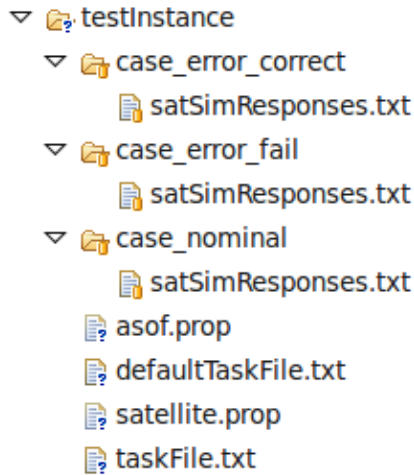 testInstance
case_error_correct
satSimResponses.txt
case_error_fail
satSimResponses.txt
case_nominal
satSimResponses.txt
asof.prop
defaultTaskFile.txt
satellite.prop
taskFile.txt